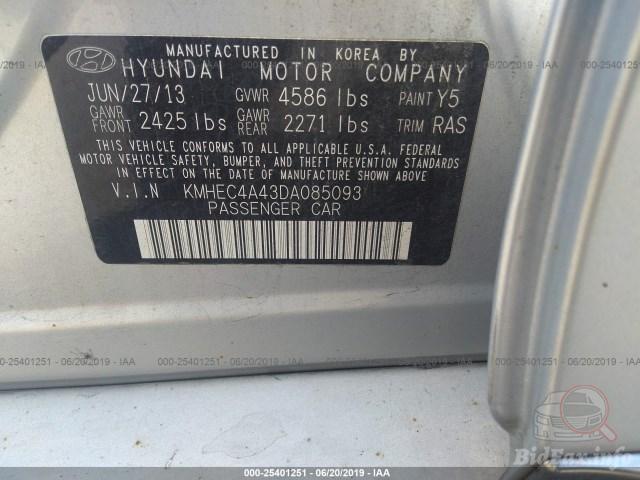 MANUFACTURED IN KOREA BY
HYUNDAI MOTOR COMPANY
JUN/27/13 GVWR 4586 lbs PAINT Y5
GAWR FRONT 2425 lbs GAWR REAR 2271 lbs TRIM RAS
THIS VEHICLE CONFORMS TO ALL APPLICABLE U.S.A. FEDERAL
MOTOR VEHICLE SAFETY, BUMPER, AND THEFT PREVENTION STANDARDS
IN EFFECT ON THE DATE OF MANUFACTURE SHOWN ABOVE
V.I.N KMHEC4A43DA085093
PASSENGER CAR
000-25401251 - 06/20/2019 - IAA
BidFax.info